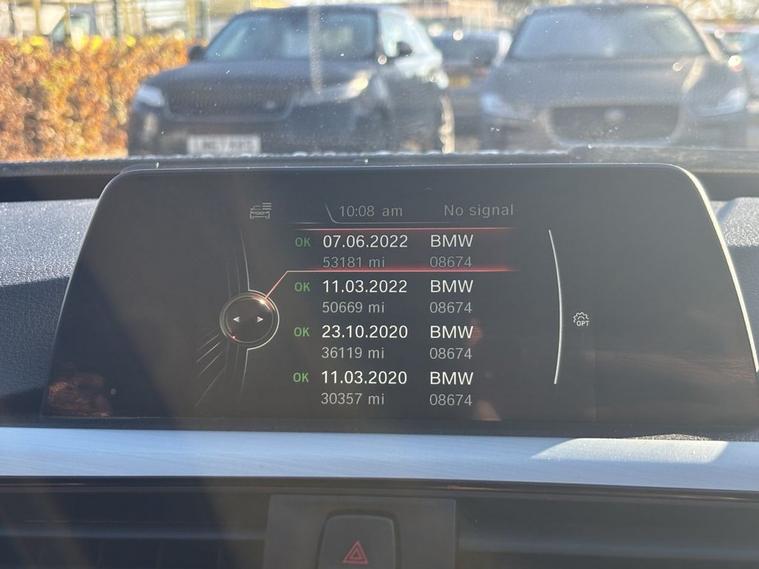 10:08 am No signal
OK 07.06.2022 BMW
53181 mi 08674
OK 11.03.2022 BMW
50669 mi 08674
OPT
OK 23.10.2020 BMW
36119 mi 08674
OK 11.03.2020 BMW
30357 mi 08674